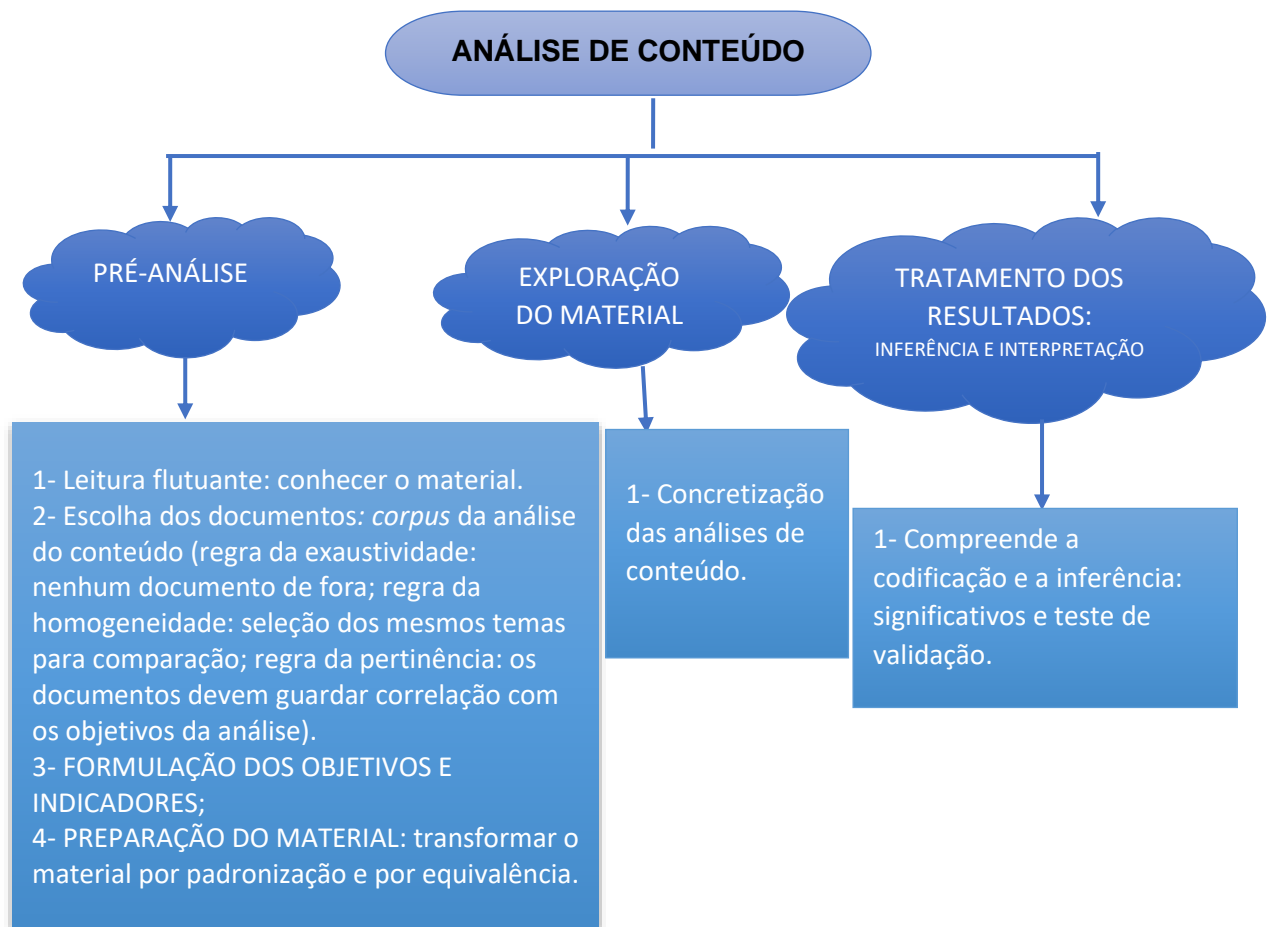 ANÁLISE DE CONTEÚDO
PRÉ-ANÁLISE
EXPLORAÇÃO
DO MATERIAL
TRATAMENTO DOS
RESULTADOS:
INFERÊNCIA E INTERPRETAÇÃO
1- Leitura flutuante: conhecer o material.
2- Escolha dos documentos: corpus da análise
do conteúdo (regra da exaustividade:
nenhum documento de fora; regra da
homogeneidade: seleção dos mesmos temas
para comparação; regra da pertinência: os
documentos devem guardar correlação com
os objetivos da análise).
3- FORMULAÇÃO DOS OBJETIVOS E
INDICADORES;
4- PREPARAÇÃO DO MATERIAL: transformar o
material por padronização e por equivalência.
1- Concretização
das análises de
conteúdo.
1- Compreende a
codificação e a inferência:
significativos e teste de
validação.